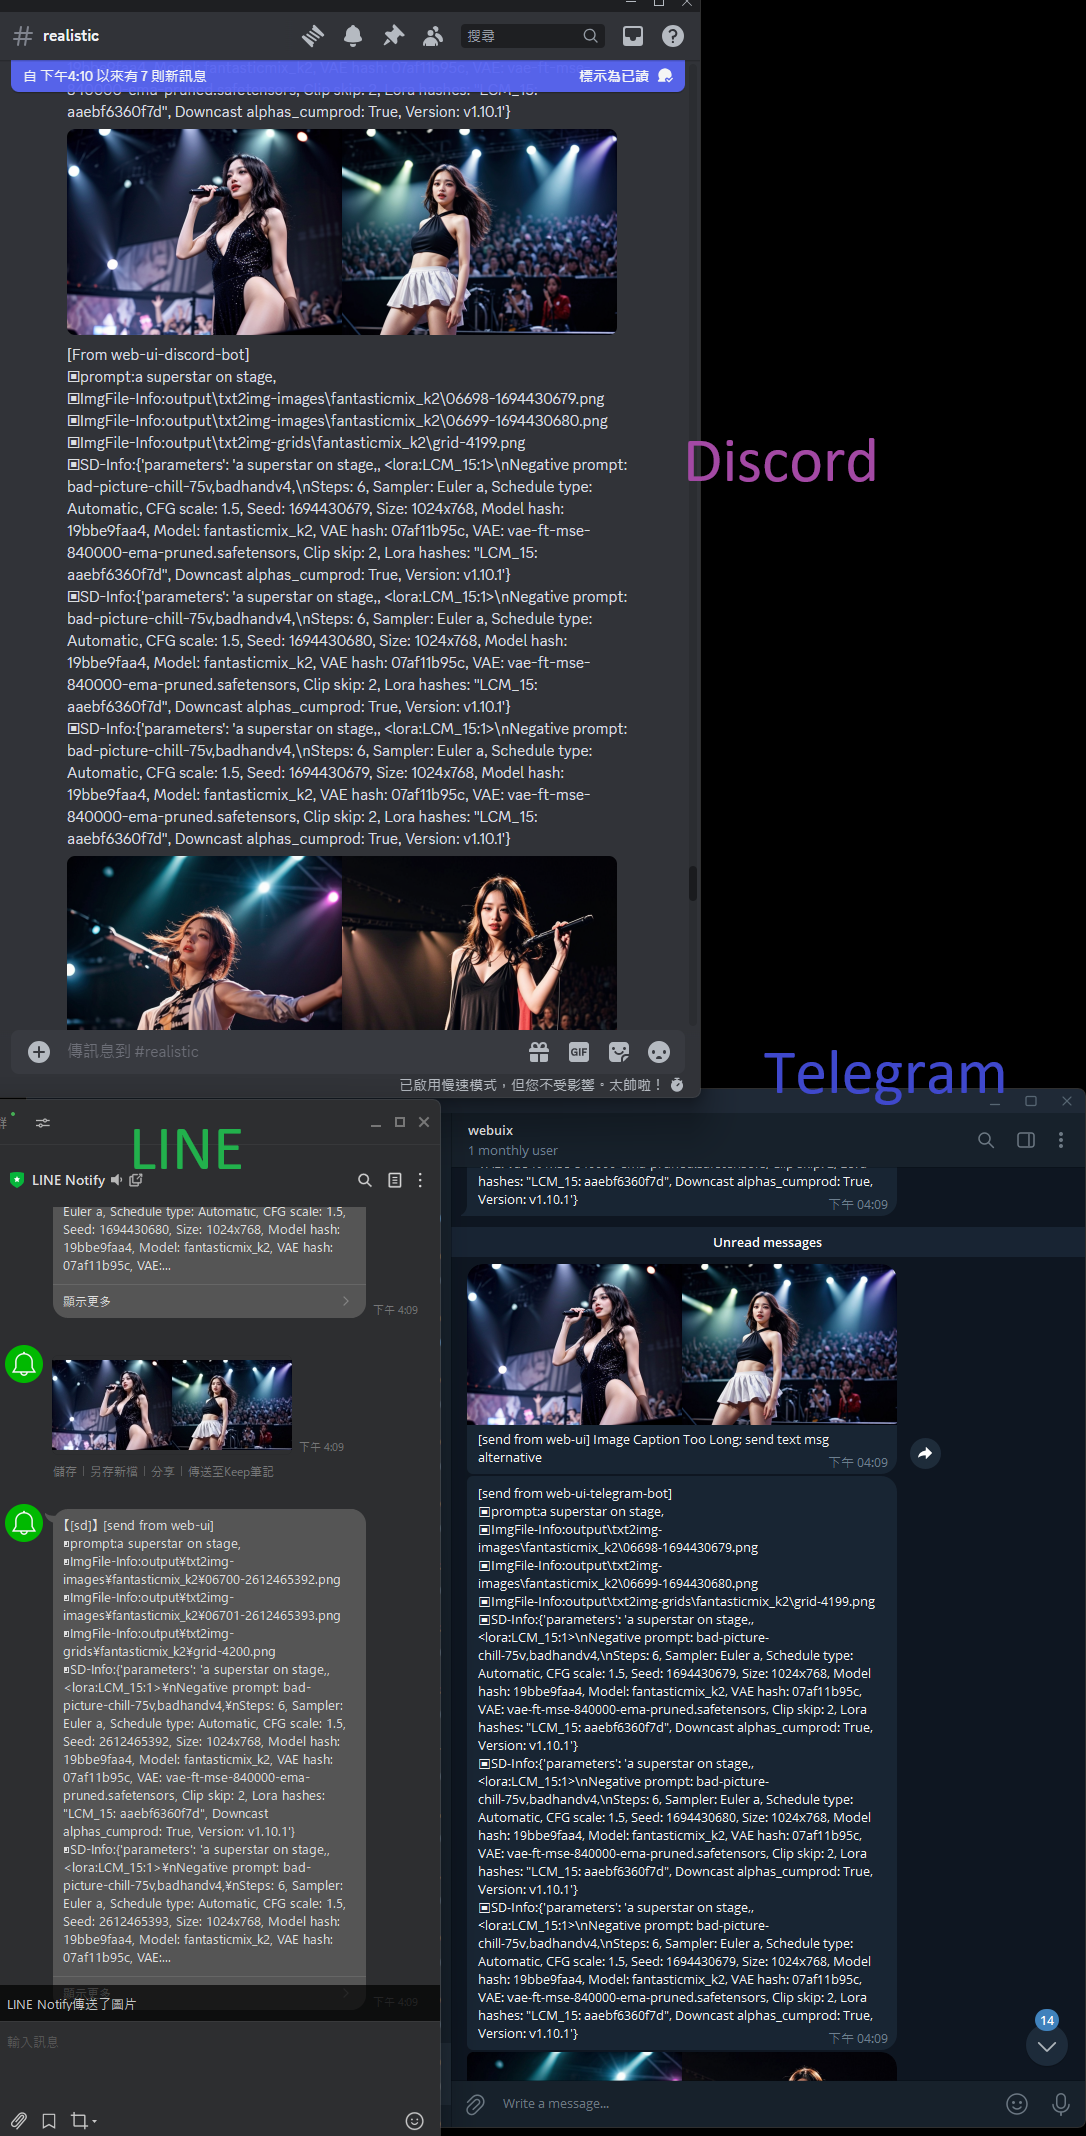 # realistic
搜尋
fantasticmix_k2, VAE hash: 07af11b95c, VAE: vae-ft-mse-
自 下午4:10 以來有 7 則新訊息
標示為已讀
840000-ema-pruned.safetensors, Clip skip: 2, Lora hashes: "LCM_15:
aaebf6360f7d", Downcast alphas_cumprod: True, Version: v1.10.1'}
[From web-ui-discord-bot]
▣prompt:a superstar on stage,
▣ImgFile-Info:output\txt2img-images\fantasticmix_k2\06698-1694430679.png
▣ImgFile-Info:output\txt2img-images\fantasticmix_k2\06699-1694430680.png
▣ImgFile-Info:output\txt2img-grids\fantasticmix_k2\grid-4199.png
▣SD-Info:{'parameters': 'a superstar on stage,, <lora:LCM_15:1>\nNegative prompt:
bad-picture-chill-75v,badhandv4,\nSteps: 6, Sampler: Euler a, Schedule type:
Automatic, CFG scale: 1.5, Seed: 1694430679, Size: 1024x768, Model hash:
19bbe9faa4, Model: fantasticmix_k2, VAE hash: 07af11b95c, VAE: vae-ft-mse-
840000-ema-pruned.safetensors, Clip skip: 2, Lora hashes: "LCM_15:
aaebf6360f7d", Downcast alphas_cumprod: True, Version: v1.10.1'}
▣SD-Info:{'parameters': 'a superstar on stage,, <lora:LCM_15:1>\nNegative prompt:
bad-picture-chill-75v,badhandv4,\nSteps: 6, Sampler: Euler a, Schedule type:
Automatic, CFG scale: 1.5, Seed: 1694430680, Size: 1024x768, Model hash:
19bbe9faa4, Model: fantasticmix_k2, VAE hash: 07af11b95c, VAE: vae-ft-mse-
840000-ema-pruned.safetensors, Clip skip: 2, Lora hashes: "LCM_15:
aaebf6360f7d", Downcast alphas_cumprod: True, Version: v1.10.1'}
▣SD-Info:{'parameters': 'a superstar on stage,, <lora:LCM_15:1>\nNegative prompt:
bad-picture-chill-75v,badhandv4,\nSteps: 6, Sampler: Euler a, Schedule type:
Automatic, CFG scale: 1.5, Seed: 1694430679, Size: 1024x768, Model hash:
19bbe9faa4, Model: fantasticmix_k2, VAE hash: 07af11b95c, VAE: vae-ft-mse-
840000-ema-pruned.safetensors, Clip skip: 2, Lora hashes: "LCM_15:
aaebf6360f7d", Downcast alphas_cumprod: True, Version: v1.10.1'}
傳訊息到 #realistic
GIF
已啟用慢速模式，但您不受影響。太帥啦！
Discord
LINE
LINE Notify
Euler a, Schedule type: Automatic, CFG scale: 1.5,
Seed: 1694430680, Size: 1024x768, Model hash:
19bbe9faa4, Model: fantasticmix_k2, VAE hash:
07af11b95c, VAE:...
顯示更多
下午 4:09
下午 4:09
儲存 | 另存新檔 | 分享 | 傳送至Keep筆記
【[sd]】 [send from web-ui]
▣prompt:a superstar on stage,
▣ImgFile-Info:output¥txt2img-
images¥fantasticmix_k2¥06700-2612465392.png
▣ImgFile-Info:output¥txt2img-
images¥fantasticmix_k2¥06701-2612465393.png
▣ImgFile-Info:output¥txt2img-
grids¥fantasticmix_k2¥grid-4200.png
▣SD-Info:{'parameters': 'a superstar on stage,,
<lora:LCM_15:1>¥nNegative prompt: bad-
picture-chill-75v,badhandv4,¥nSteps: 6, Sampler:
Euler a, Schedule type: Automatic, CFG scale: 1.5,
Seed: 2612465392, Size: 1024x768, Model hash:
19bbe9faa4, Model: fantasticmix_k2, VAE hash:
07af11b95c, VAE: vae-ft-mse-840000-ema-
pruned.safetensors, Clip skip: 2, Lora hashes:
"LCM_15: aaebf6360f7d", Downcast
alphas_cumprod: True, Version: v1.10.1'}
▣SD-Info:{'parameters': 'a superstar on stage,,
<lora:LCM_15:1>¥nNegative prompt: bad-
picture-chill-75v,badhandv4,¥nSteps: 6, Sampler:
Euler a, Schedule type: Automatic, CFG scale: 1.5,
Seed: 2612465393, Size: 1024x768, Model hash:
19bbe9faa4, Model: fantasticmix_k2, VAE hash:
07af11b95c, VAE:...
顯示更多
下午 4:09
LINE Notify傳送了圖片
輸入訊息
Telegram
webuix
1 monthly user
hashes: "LCM_15: aaebf6360f7d", Downcast alphas_cumprod: True,
Version: v1.10.1'}
下午 04:09
Unread messages
[send from web-ui] Image Caption Too Long; send text msg
alternative
下午 04:09
[send from web-ui-telegram-bot]
▣prompt:a superstar on stage,
▣ImgFile-Info:output\txt2img-
images\fantasticmix_k2\06698-1694430679.png
▣ImgFile-Info:output\txt2img-
images\fantasticmix_k2\06699-1694430680.png
▣ImgFile-Info:output\txt2img-grids\fantasticmix_k2\grid-4199.png
▣SD-Info:{'parameters': 'a superstar on stage,,
<lora:LCM_15:1>\nNegative prompt: bad-picture-
chill-75v,badhandv4,\nSteps: 6, Sampler: Euler a, Schedule type:
Automatic, CFG scale: 1.5, Seed: 1694430679, Size: 1024x768, Model
hash: 19bbe9faa4, Model: fantasticmix_k2, VAE hash: 07af11b95c,
VAE: vae-ft-mse-840000-ema-pruned.safetensors, Clip skip: 2, Lora
hashes: "LCM_15: aaebf6360f7d", Downcast alphas_cumprod: True,
Version: v1.10.1'}
▣SD-Info:{'parameters': 'a superstar on stage,,
<lora:LCM_15:1>\nNegative prompt: bad-picture-
chill-75v,badhandv4,\nSteps: 6, Sampler: Euler a, Schedule type:
Automatic, CFG scale: 1.5, Seed: 1694430680, Size: 1024x768, Model
hash: 19bbe9faa4, Model: fantasticmix_k2, VAE hash: 07af11b95c,
VAE: vae-ft-mse-840000-ema-pruned.safetensors, Clip skip: 2, Lora
hashes: "LCM_15: aaebf6360f7d", Downcast alphas_cumprod: True,
Version: v1.10.1'}
▣SD-Info:{'parameters': 'a superstar on stage,,
<lora:LCM_15:1>\nNegative prompt: bad-picture-
chill-75v,badhandv4,\nSteps: 6, Sampler: Euler a, Schedule type:
Automatic, CFG scale: 1.5, Seed: 1694430679, Size: 1024x768, Model
hash: 19bbe9faa4, Model: fantasticmix_k2, VAE hash: 07af11b95c,
VAE: vae-ft-mse-840000-ema-pruned.safetensors, Clip skip: 2, Lora
hashes: "LCM_15: aaebf6360f7d", Downcast alphas_cumprod: True,
Version: v1.10.1'}
下午 04:09
14
Write a message...